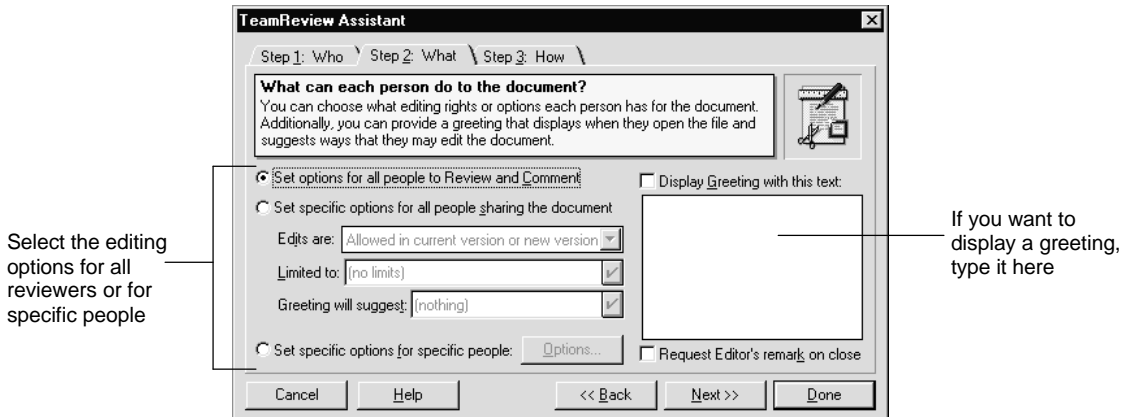 TeamReview Assistant
Step 1: Who
Step 2: What
Step 3: How
What can each person do to the document?
You can choose what editing rights or options each person has for the document.
Additionally, you can provide a greeting that displays when they open the file and
suggests ways that they may edit the document.
Set options for all people to Review and Comment
Set specific options for all people sharing the document
Edits are: Allowed in current version or new version
Limited to: (no limits)
Greeting will suggest: (nothing)
Set specific options for specific people: Options...
Display Greeting with this text:
Request Editor's remark on close
Cancel
Help
<< Back
Next >>
Done
Select the editing
options for all
reviewers or for
specific people
If you want to
display a greeting,
type it here